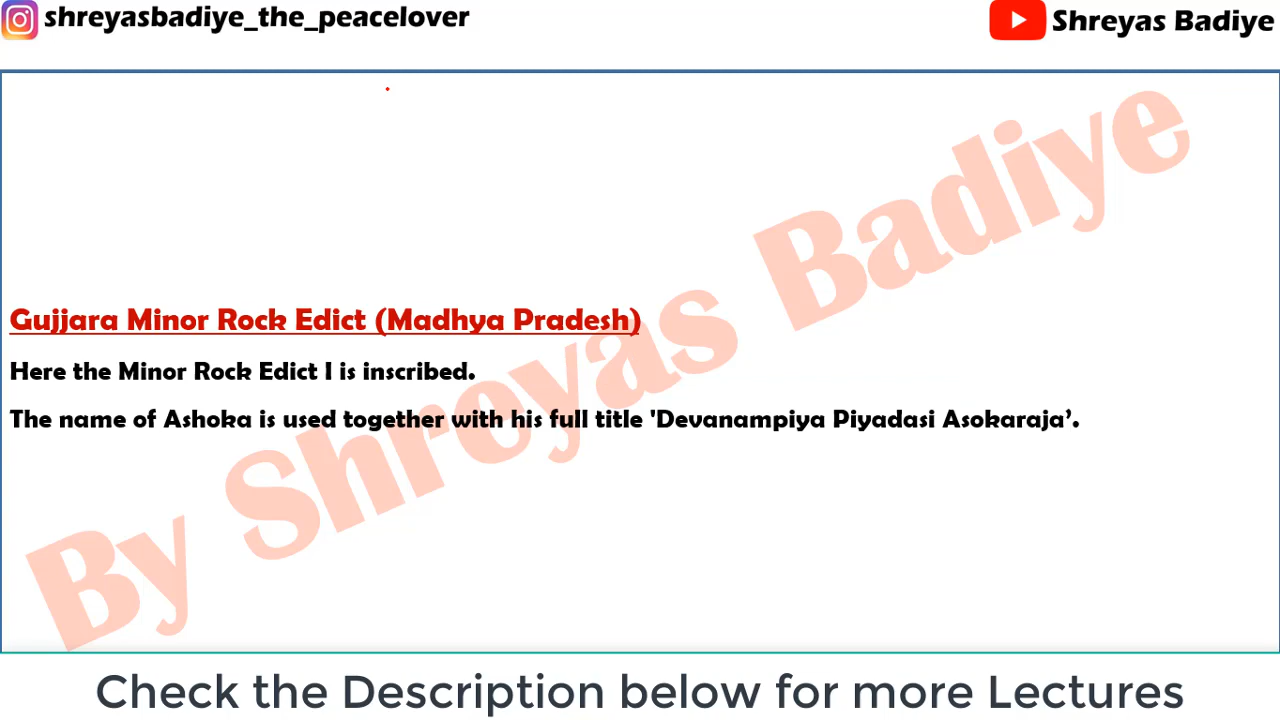 shreyasbadiye_the_peacelover
Shreyas Badiye
Gujjara Minor Rock Edict (Madhya Pradesh)
Here the Minor Rock Edict I is inscribed.
The name of Ashoka is used together with his full title 'Devanampiya Piyadasi Asokaraja’.
By Shreyas Badiye
Check the Description below for more Lectures